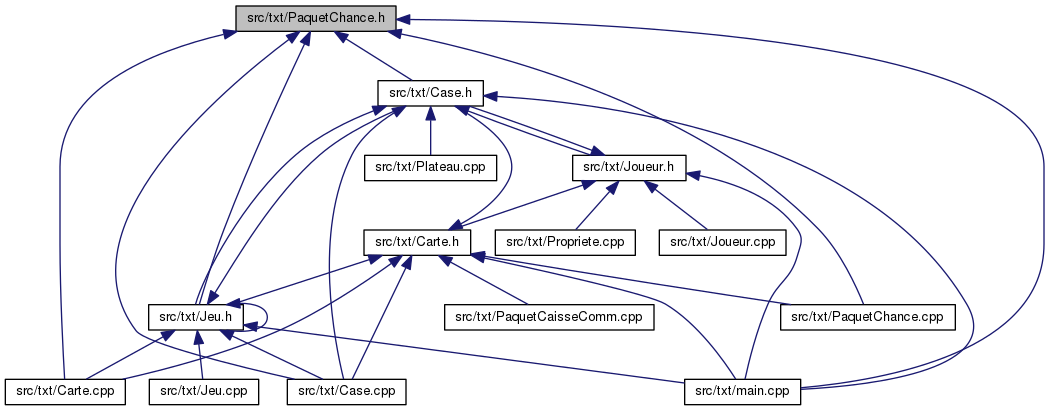 src/txt/PaquetChance.h
src/txt/Case.h
src/txt/Plateau.cpp
src/txt/Joueur.h
src/txt/Carte.h
src/txt/Propriete.cpp
src/txt/Joueur.cpp
src/txt/Jeu.h
src/txt/PaquetCaisseComm.cpp
src/txt/PaquetChance.cpp
src/txt/Carte.cpp
src/txt/Jeu.cpp
src/txt/Case.cpp
src/txt/main.cpp